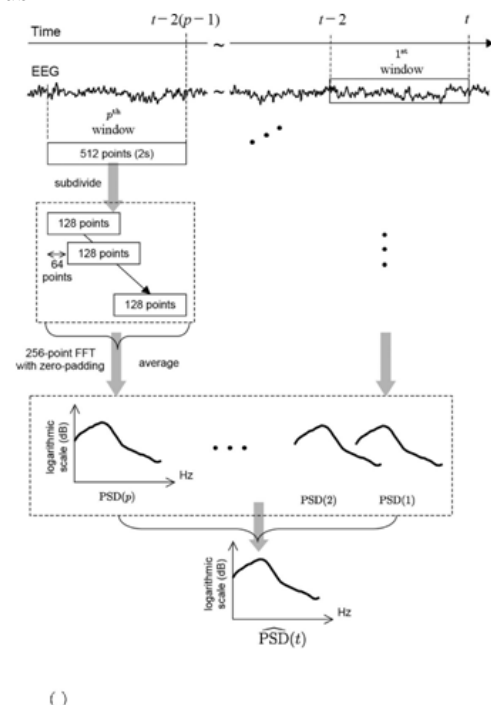 t−2(p−1) t−2 t
Time ~
EEG ~
1st
window
pth
window
512 points (2s)
subdivide
128 points
128 points
64
points
128 points
256-point FFT
with zero-padding
average
logarithmic
scale (dB)
Hz
PSD(p) PSD(2) PSD(1)
logarithmic
scale (dB)
Hz
P͡SD(t)
( )